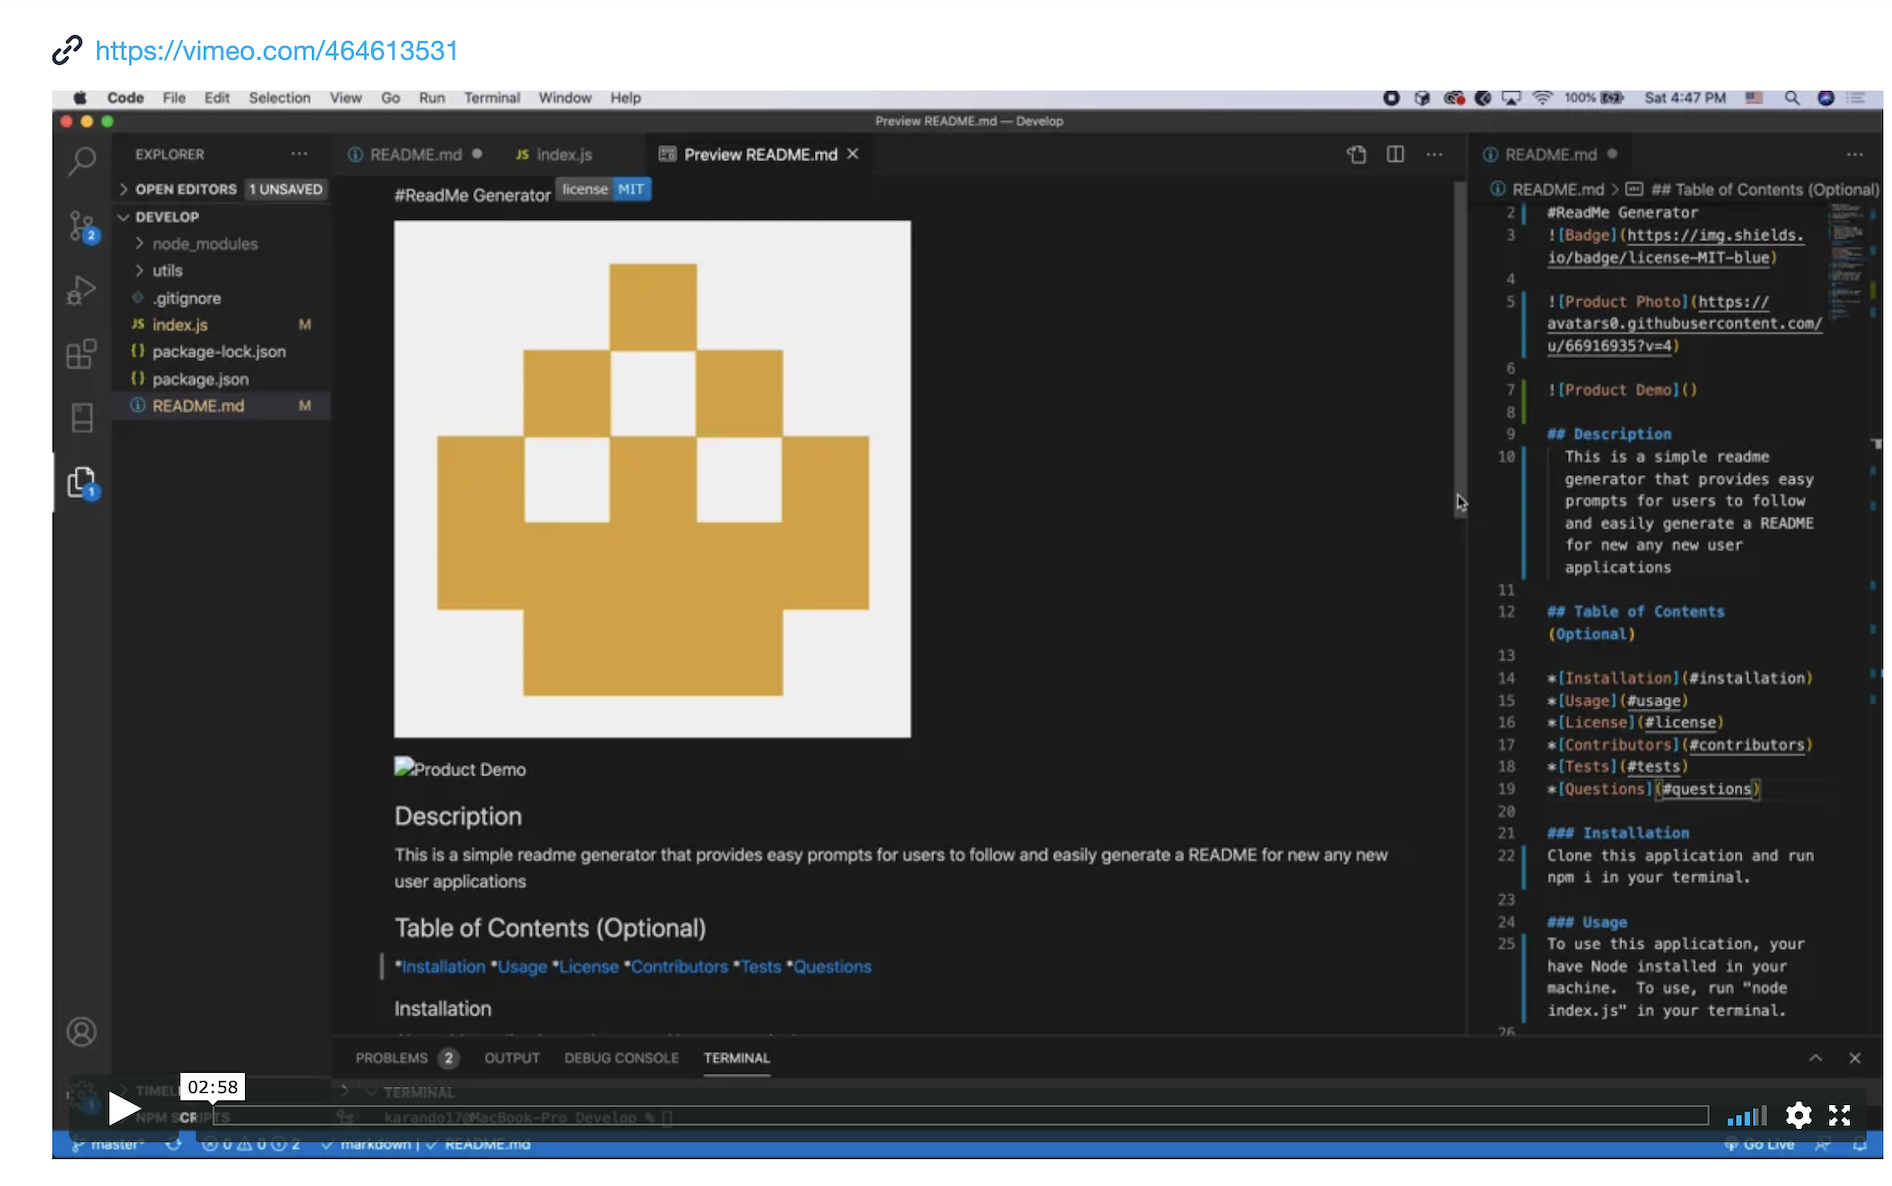 https://vimeo.com/464613531
Code File Edit Selection View Go Run Terminal Window Help 100% Sat 4:47 PM
Preview README.md — Develop
EXPLORER
README.md
JS index.js
Preview README.md
README.md
OPEN EDITORS 1 UNSAVED
DEVELOP
node_modules
utils
.gitignore
JS index.js M
{} package-lock.json
{} package.json
README.md M
2
1
#ReadMe Generator license MIT
Product Demo
Description
This is a simple readme generator that provides easy prompts for users to follow and easily generate a README for new any new
user applications
Table of Contents (Optional)
*Installation *Usage *License *Contributors *Tests *Questions
Installation
README.md > ## Table of Contents (Optional)
2 #ReadMe Generator
3 ![Badge](https://img.shields.
io/badge/license-MIT-blue)
4
5 ![Product Photo](https://
avatars0.githubusercontent.com/
u/66916935?v=4)
6
7 ![Product Demo]()
8
9 ## Description
10 This is a simple readme
generator that provides easy
prompts for users to follow
and easily generate a README
for new any new user
applications
11
12 ## Table of Contents
(Optional)
13
14 *[Installation](#installation)
15 *[Usage](#usage)
16 *[License](#license)
17 *[Contributors](#contributors)
18 *[Tests](#tests)
19 *[Questions](#questions)
20
21 ### Installation
22 Clone this application and run
npm i in your terminal.
23
24 ### Usage
25 To use this application, your
have Node installed in your
machine. To use, run "node
index.js" in your terminal.
26
PROBLEMS 2 OUTPUT DEBUG CONSOLE TERMINAL
02:58
TERMINAL
NPM SCRIPTS
karando17@MacBook-Pro Develop %
1
master* 0 0 2 markdown | README.md Go Live